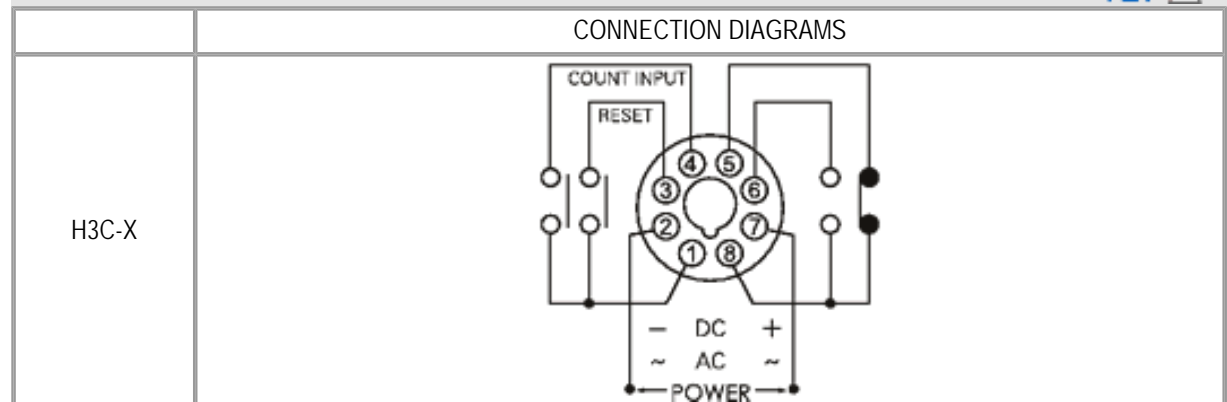 CONNECTION DIAGRAMS
H3C-X
COUNT INPUT
RESET
4 5
3 6
2 7
1 8
− DC +
~ AC ~
POWER